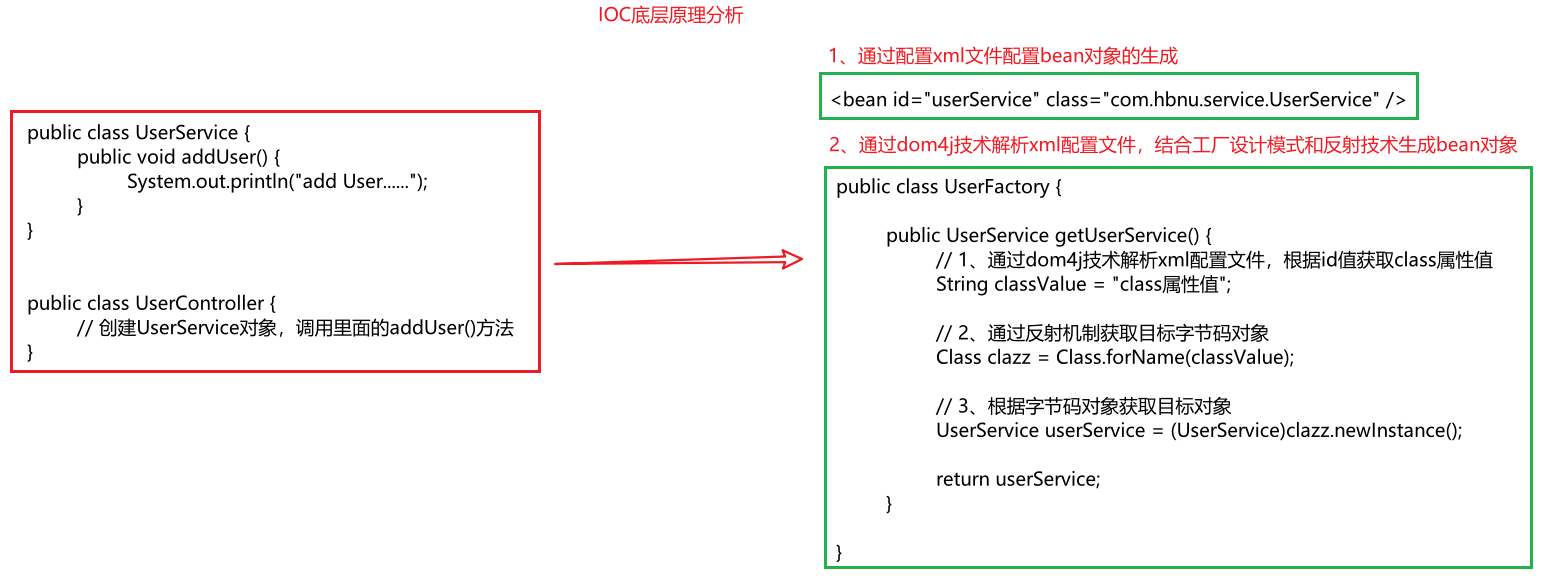 IOC底层原理分析
public class UserService {
public void addUser() {
System.out.println("add User......");
}
}
public class UserController {
// 创建UserService对象，调用里面的addUser()方法
}
1、通过配置xml文件配置bean对象的生成
<bean id="userService" class="com.hbnu.service.UserService" />
2、通过dom4j技术解析xml配置文件，结合工厂设计模式和反射技术生成bean对象
public class UserFactory {
public UserService getUserService() {
// 1、通过dom4j技术解析xml配置文件，根据id值获取class属性值
String classValue = "class属性值";
// 2、通过反射机制获取目标字节码对象
Class clazz = Class.forName(classValue);
// 3、根据字节码对象获取目标对象
UserService userService = (UserService)clazz.newInstance();
return userService;
}
}